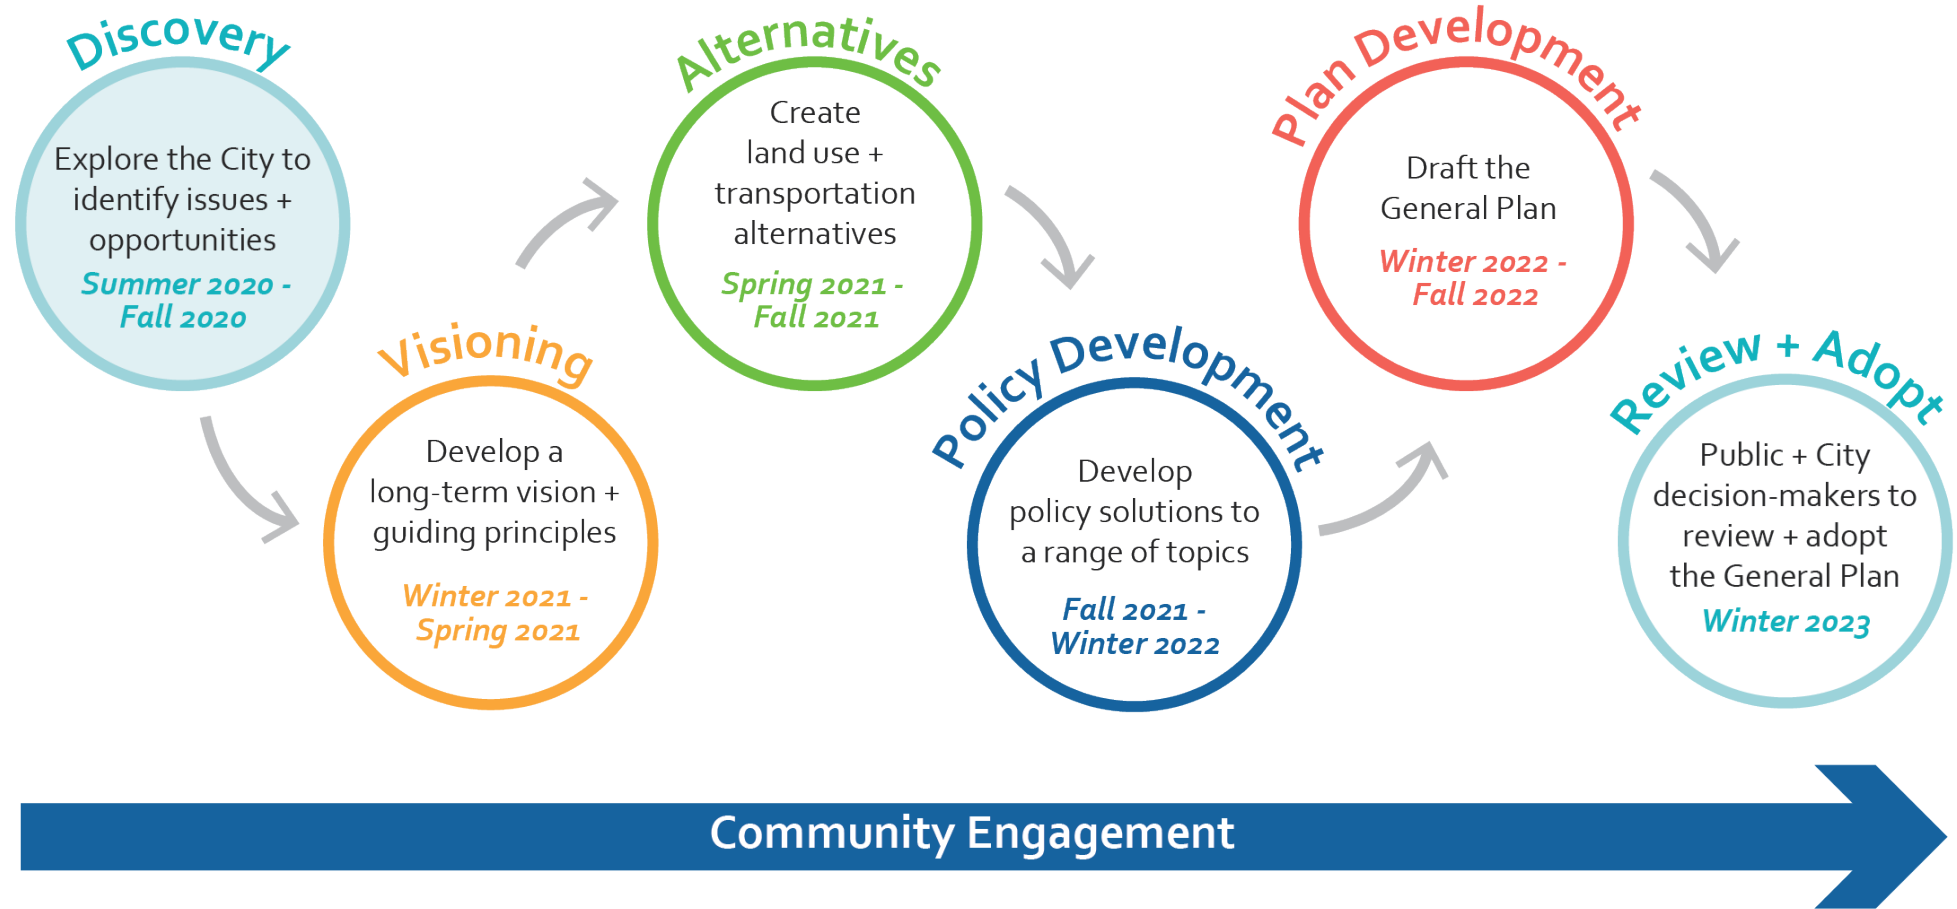 Discovery
Explore the City to
identify issues +
opportunities
Summer 2020 -
Fall 2020
Visioning
Develop a
long-term vision +
guiding principles
Winter 2021 -
Spring 2021
Alternatives
Create
land use +
transportation
alternatives
Spring 2021 -
Fall 2021
Policy Development
Develop
policy solutions to
a range of topics
Fall 2021 -
Winter 2022
Plan Development
Draft the
General Plan
Winter 2022 -
Fall 2022
Review + Adopt
Public + City
decision-makers to
review + adopt
the General Plan
Winter 2023
Community Engagement